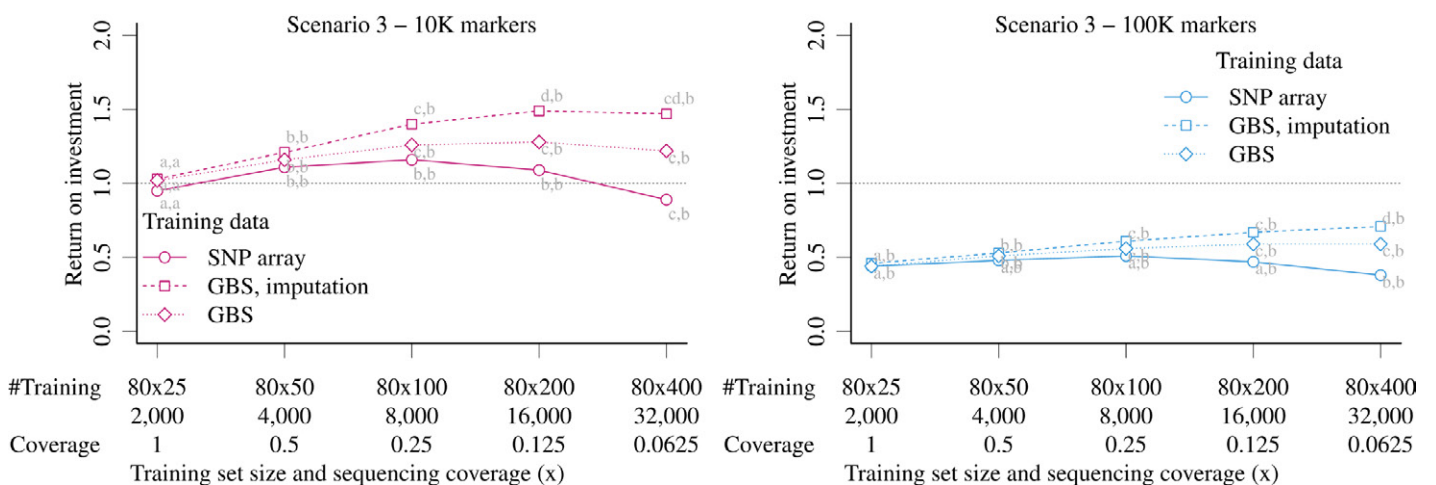 Scenario 3 – 10K markers
Return on investment
2.0
1.5
1.0
0.5
0.0
a,a
b,b
c,b
d,b
cd,b
a,a
b,b
c,b
c,b
c,b
a,a
b,b
b,b
b,b
c,b
Training data
SNP array
GBS, imputation
GBS
#Training 80x25 80x50 80x100 80x200 80x400
2,000 4,000 8,000 16,000 32,000
Coverage 1 0.5 0.25 0.125 0.0625
Training set size and sequencing coverage (x)
Scenario 3 – 100K markers
Return on investment
2.0
1.5
1.0
0.5
0.0
Training data
SNP array
GBS, imputation
GBS
a,b
b,b
c,b
c,b
d,b
c,b
c,b
a,b
a,b
a,b
a,b
b,b
#Training 80x25 80x50 80x100 80x200 80x400
2,000 4,000 8,000 16,000 32,000
Coverage 1 0.5 0.25 0.125 0.0625
Training set size and sequencing coverage (x)